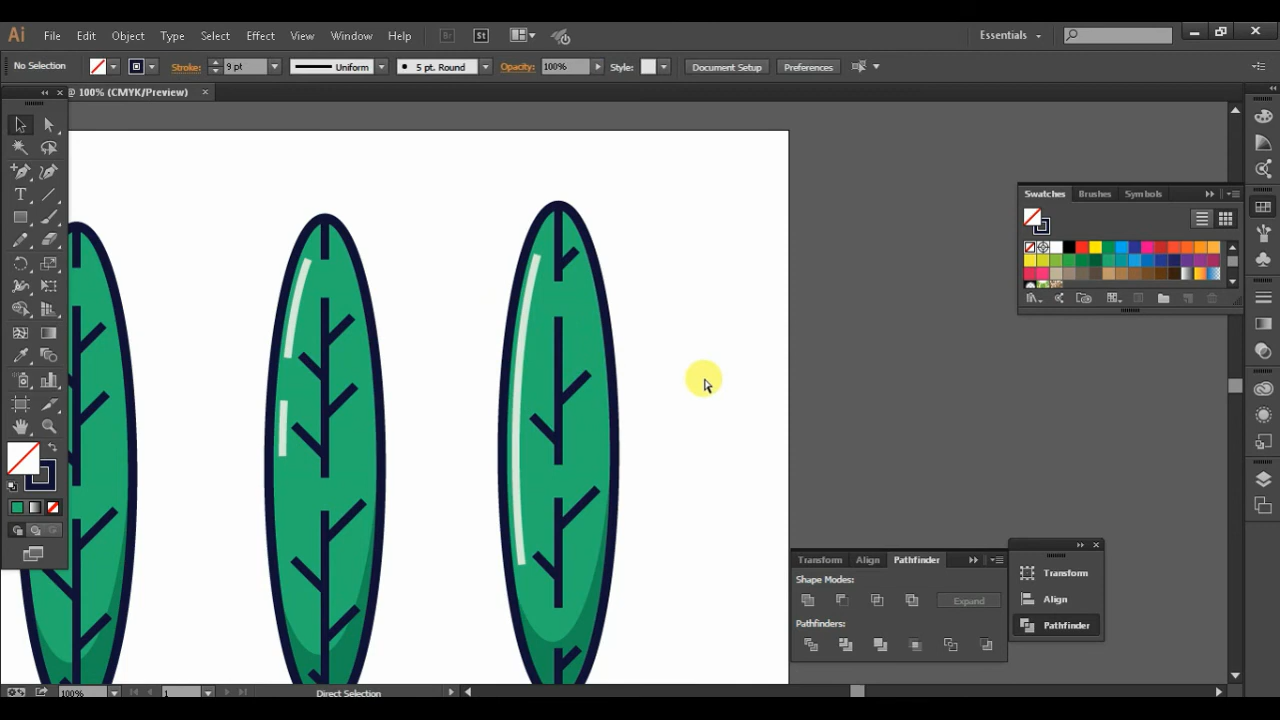 Ai File Edit Object Type Select Effect View Window Help Br St Essentials
No Selection Stroke: 9 pt Uniform 5 pt. Round Opacity: 100% Style: Document Setup Preferences
@ 100% (CMYK/Preview) ×
Swatches Brushes Symbols
Transform Align Pathfinder
Shape Modes:
Expand
Pathfinders:
Transform
Align
Pathfinder
100% 1 Direct Selection